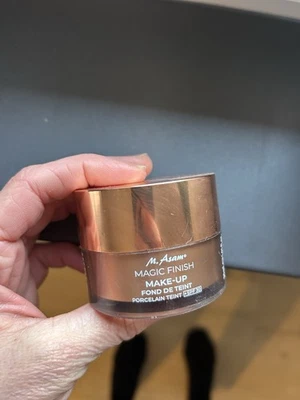 M. Asam
MAGIC FINISH
MAKE-UP
FOND DE TEINT
PORCELAIN TEINT